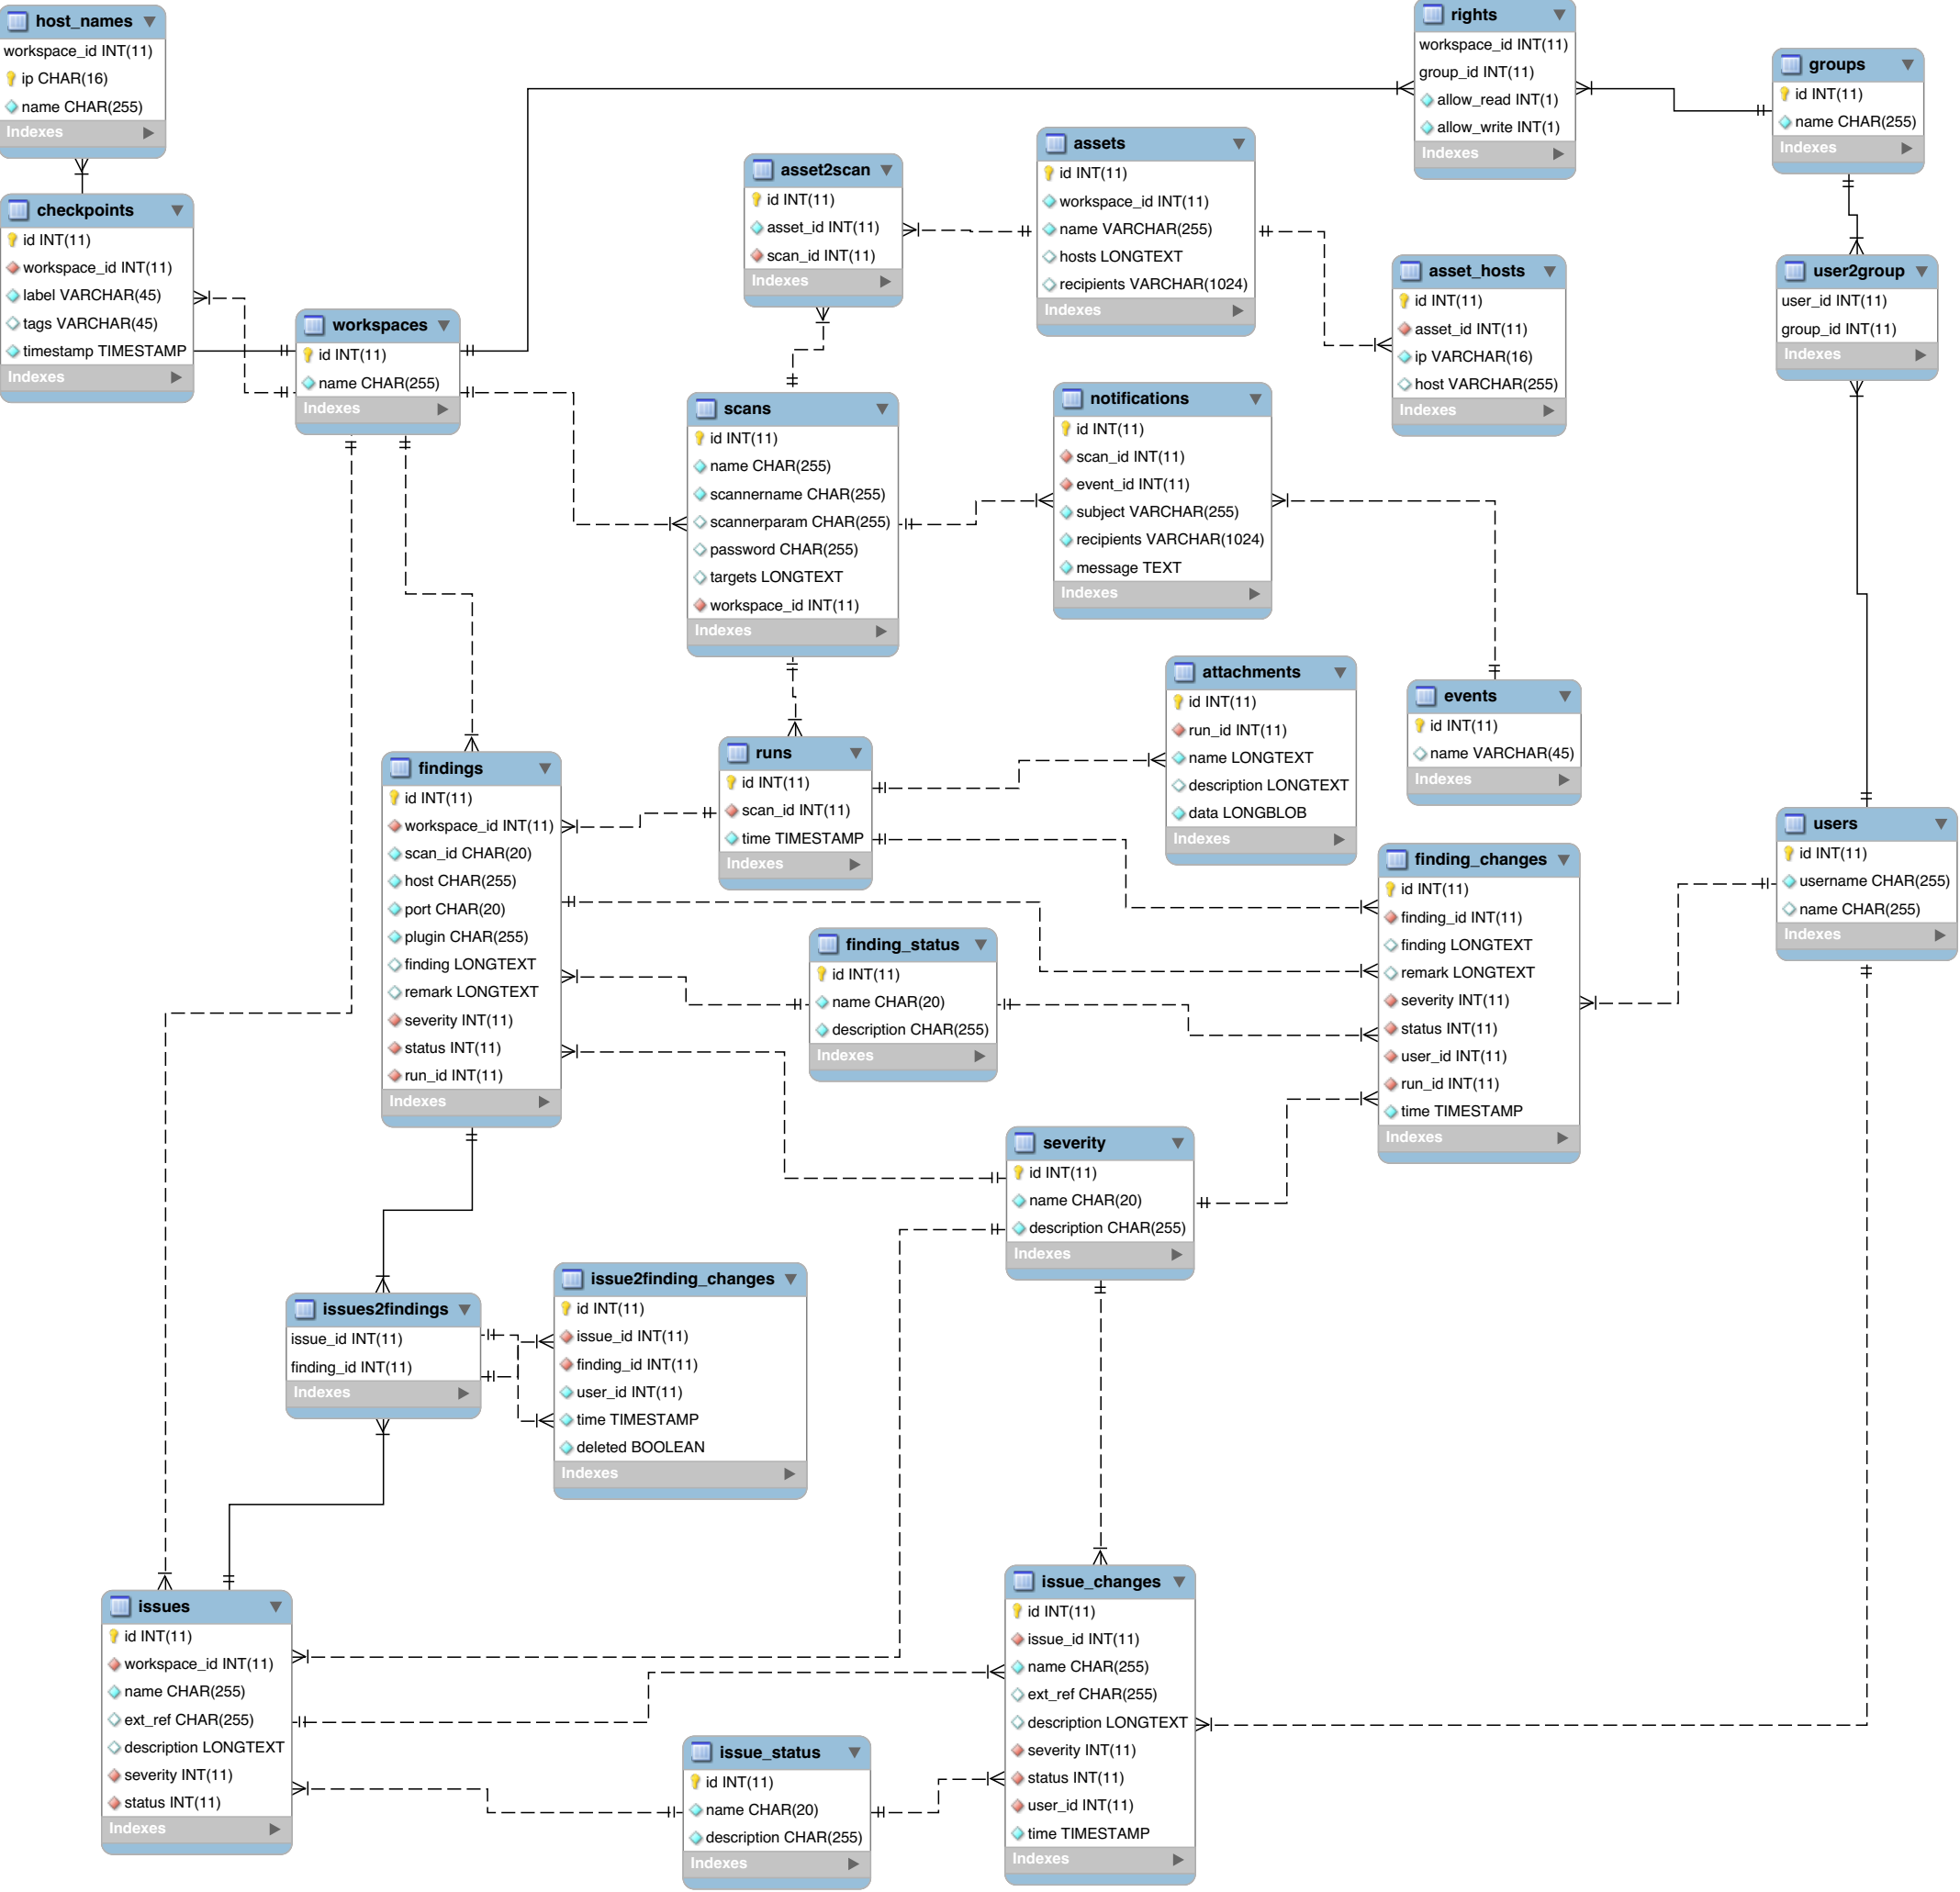 host_names
workspace_id INT(11)
ip CHAR(16)
name CHAR(255)
Indexes
checkpoints
id INT(11)
workspace_id INT(11)
label VARCHAR(45)
tags VARCHAR(45)
timestamp TIMESTAMP
Indexes
workspaces
id INT(11)
name CHAR(255)
Indexes
rights
workspace_id INT(11)
group_id INT(11)
allow_read INT(1)
allow_write INT(1)
Indexes
groups
id INT(11)
name CHAR(255)
Indexes
asset2scan
id INT(11)
asset_id INT(11)
scan_id INT(11)
Indexes
assets
id INT(11)
workspace_id INT(11)
name VARCHAR(255)
hosts LONGTEXT
recipients VARCHAR(1024)
Indexes
asset_hosts
id INT(11)
asset_id INT(11)
ip VARCHAR(16)
host VARCHAR(255)
Indexes
user2group
user_id INT(11)
group_id INT(11)
Indexes
scans
id INT(11)
name CHAR(255)
scannername CHAR(255)
scannerparam CHAR(255)
password CHAR(255)
targets LONGTEXT
workspace_id INT(11)
Indexes
notifications
id INT(11)
scan_id INT(11)
event_id INT(11)
subject VARCHAR(255)
recipients VARCHAR(1024)
message TEXT
Indexes
attachments
id INT(11)
run_id INT(11)
name LONGTEXT
description LONGTEXT
data LONGBLOB
Indexes
events
id INT(11)
name VARCHAR(45)
Indexes
findings
id INT(11)
workspace_id INT(11)
scan_id CHAR(20)
host CHAR(255)
port CHAR(20)
plugin CHAR(255)
finding LONGTEXT
remark LONGTEXT
severity INT(11)
status INT(11)
run_id INT(11)
Indexes
runs
id INT(11)
scan_id INT(11)
time TIMESTAMP
Indexes
finding_changes
id INT(11)
finding_id INT(11)
finding LONGTEXT
remark LONGTEXT
severity INT(11)
status INT(11)
user_id INT(11)
run_id INT(11)
time TIMESTAMP
Indexes
users
id INT(11)
username CHAR(255)
name CHAR(255)
Indexes
finding_status
id INT(11)
name CHAR(20)
description CHAR(255)
Indexes
severity
id INT(11)
name CHAR(20)
description CHAR(255)
Indexes
issues2findings
issue_id INT(11)
finding_id INT(11)
Indexes
issue2finding_changes
id INT(11)
issue_id INT(11)
finding_id INT(11)
user_id INT(11)
time TIMESTAMP
deleted BOOLEAN
Indexes
issues
id INT(11)
workspace_id INT(11)
name CHAR(255)
ext_ref CHAR(255)
description LONGTEXT
severity INT(11)
status INT(11)
Indexes
issue_status
id INT(11)
name CHAR(20)
description CHAR(255)
Indexes
issue_changes
id INT(11)
issue_id INT(11)
name CHAR(255)
ext_ref CHAR(255)
description LONGTEXT
severity INT(11)
status INT(11)
user_id INT(11)
time TIMESTAMP
Indexes